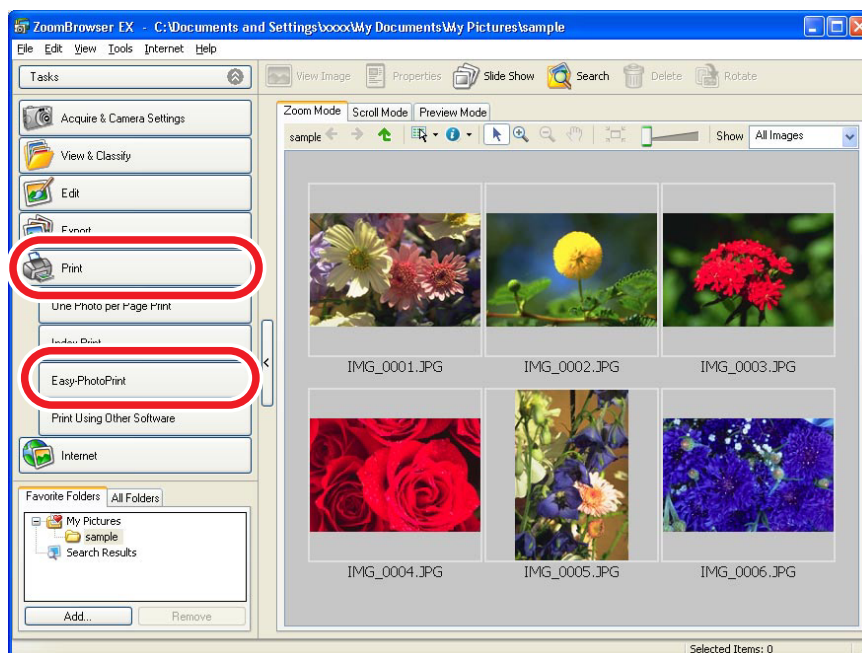 ZoomBrowser EX - C:\Documents and Settings\xxxx\My Documents\My Pictures\sample
File Edit View Tools Internet Help
Tasks
View Image Properties Slide Show Search Delete Rotate
Acquire & Camera Settings
View & Classify
Edit
Export
Print
One Photo per Page Print
Index Print
Easy-PhotoPrint
Print Using Other Software
Internet
Favorite Folders All Folders
My Pictures
sample
Search Results
Add... Remove
Zoom Mode Scroll Mode Preview Mode
sample Show All Images
IMG_0001.JPG IMG_0002.JPG IMG_0003.JPG
IMG_0004.JPG IMG_0005.JPG IMG_0006.JPG
Selected Items: 0